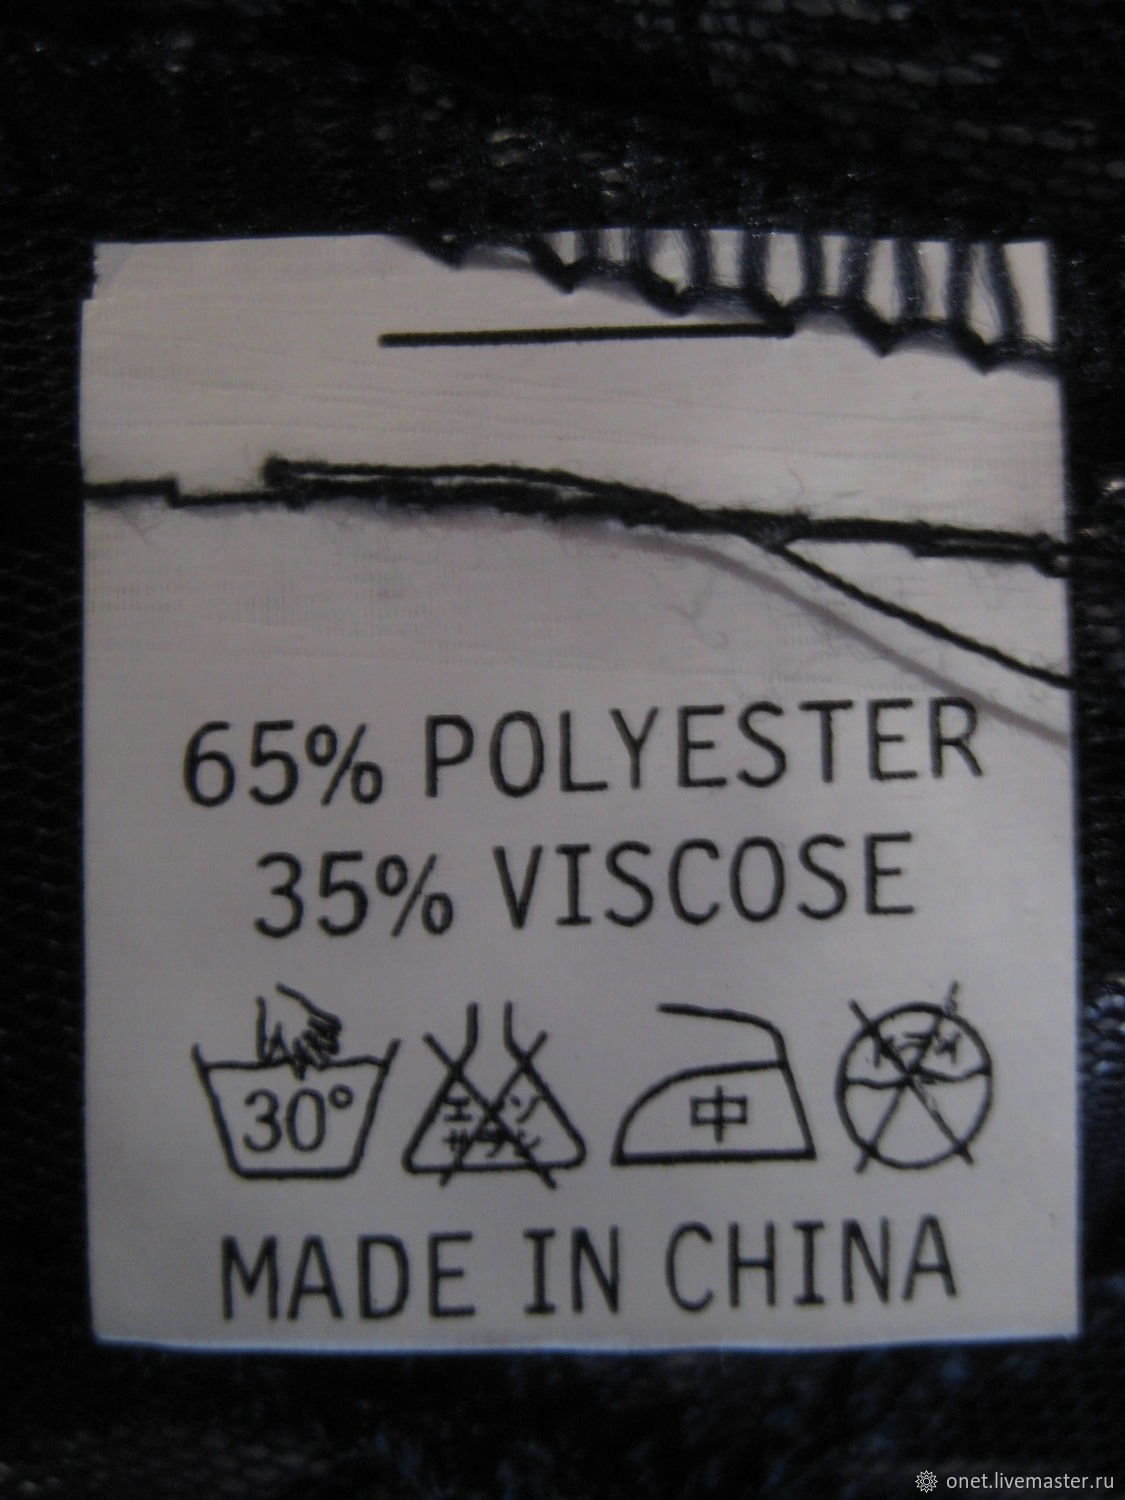 65% POLYESTER
35% VISCOSE
30° 中
MADE IN CHINA
onet.livemaster.ru